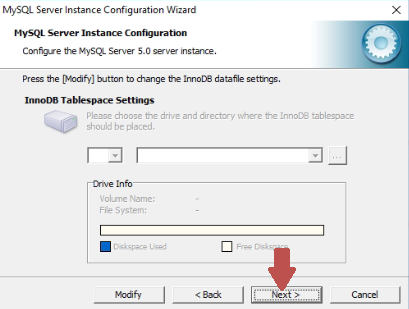 MySQL Server Instance Configuration Wizard
MySQL Server Instance Configuration
Configure the MySQL Server 5.0 server instance.
Press the [Modify] button to change the InnoDB datafile settings.
InnoDB Tablespace Settings
Please choose the drive and directory where the InnoDB tablespace
should be placed.
...
Drive Info
Volume Name: -
File System: -
Diskspace Used Free Diskspace
Modify < Back Next > Cancel